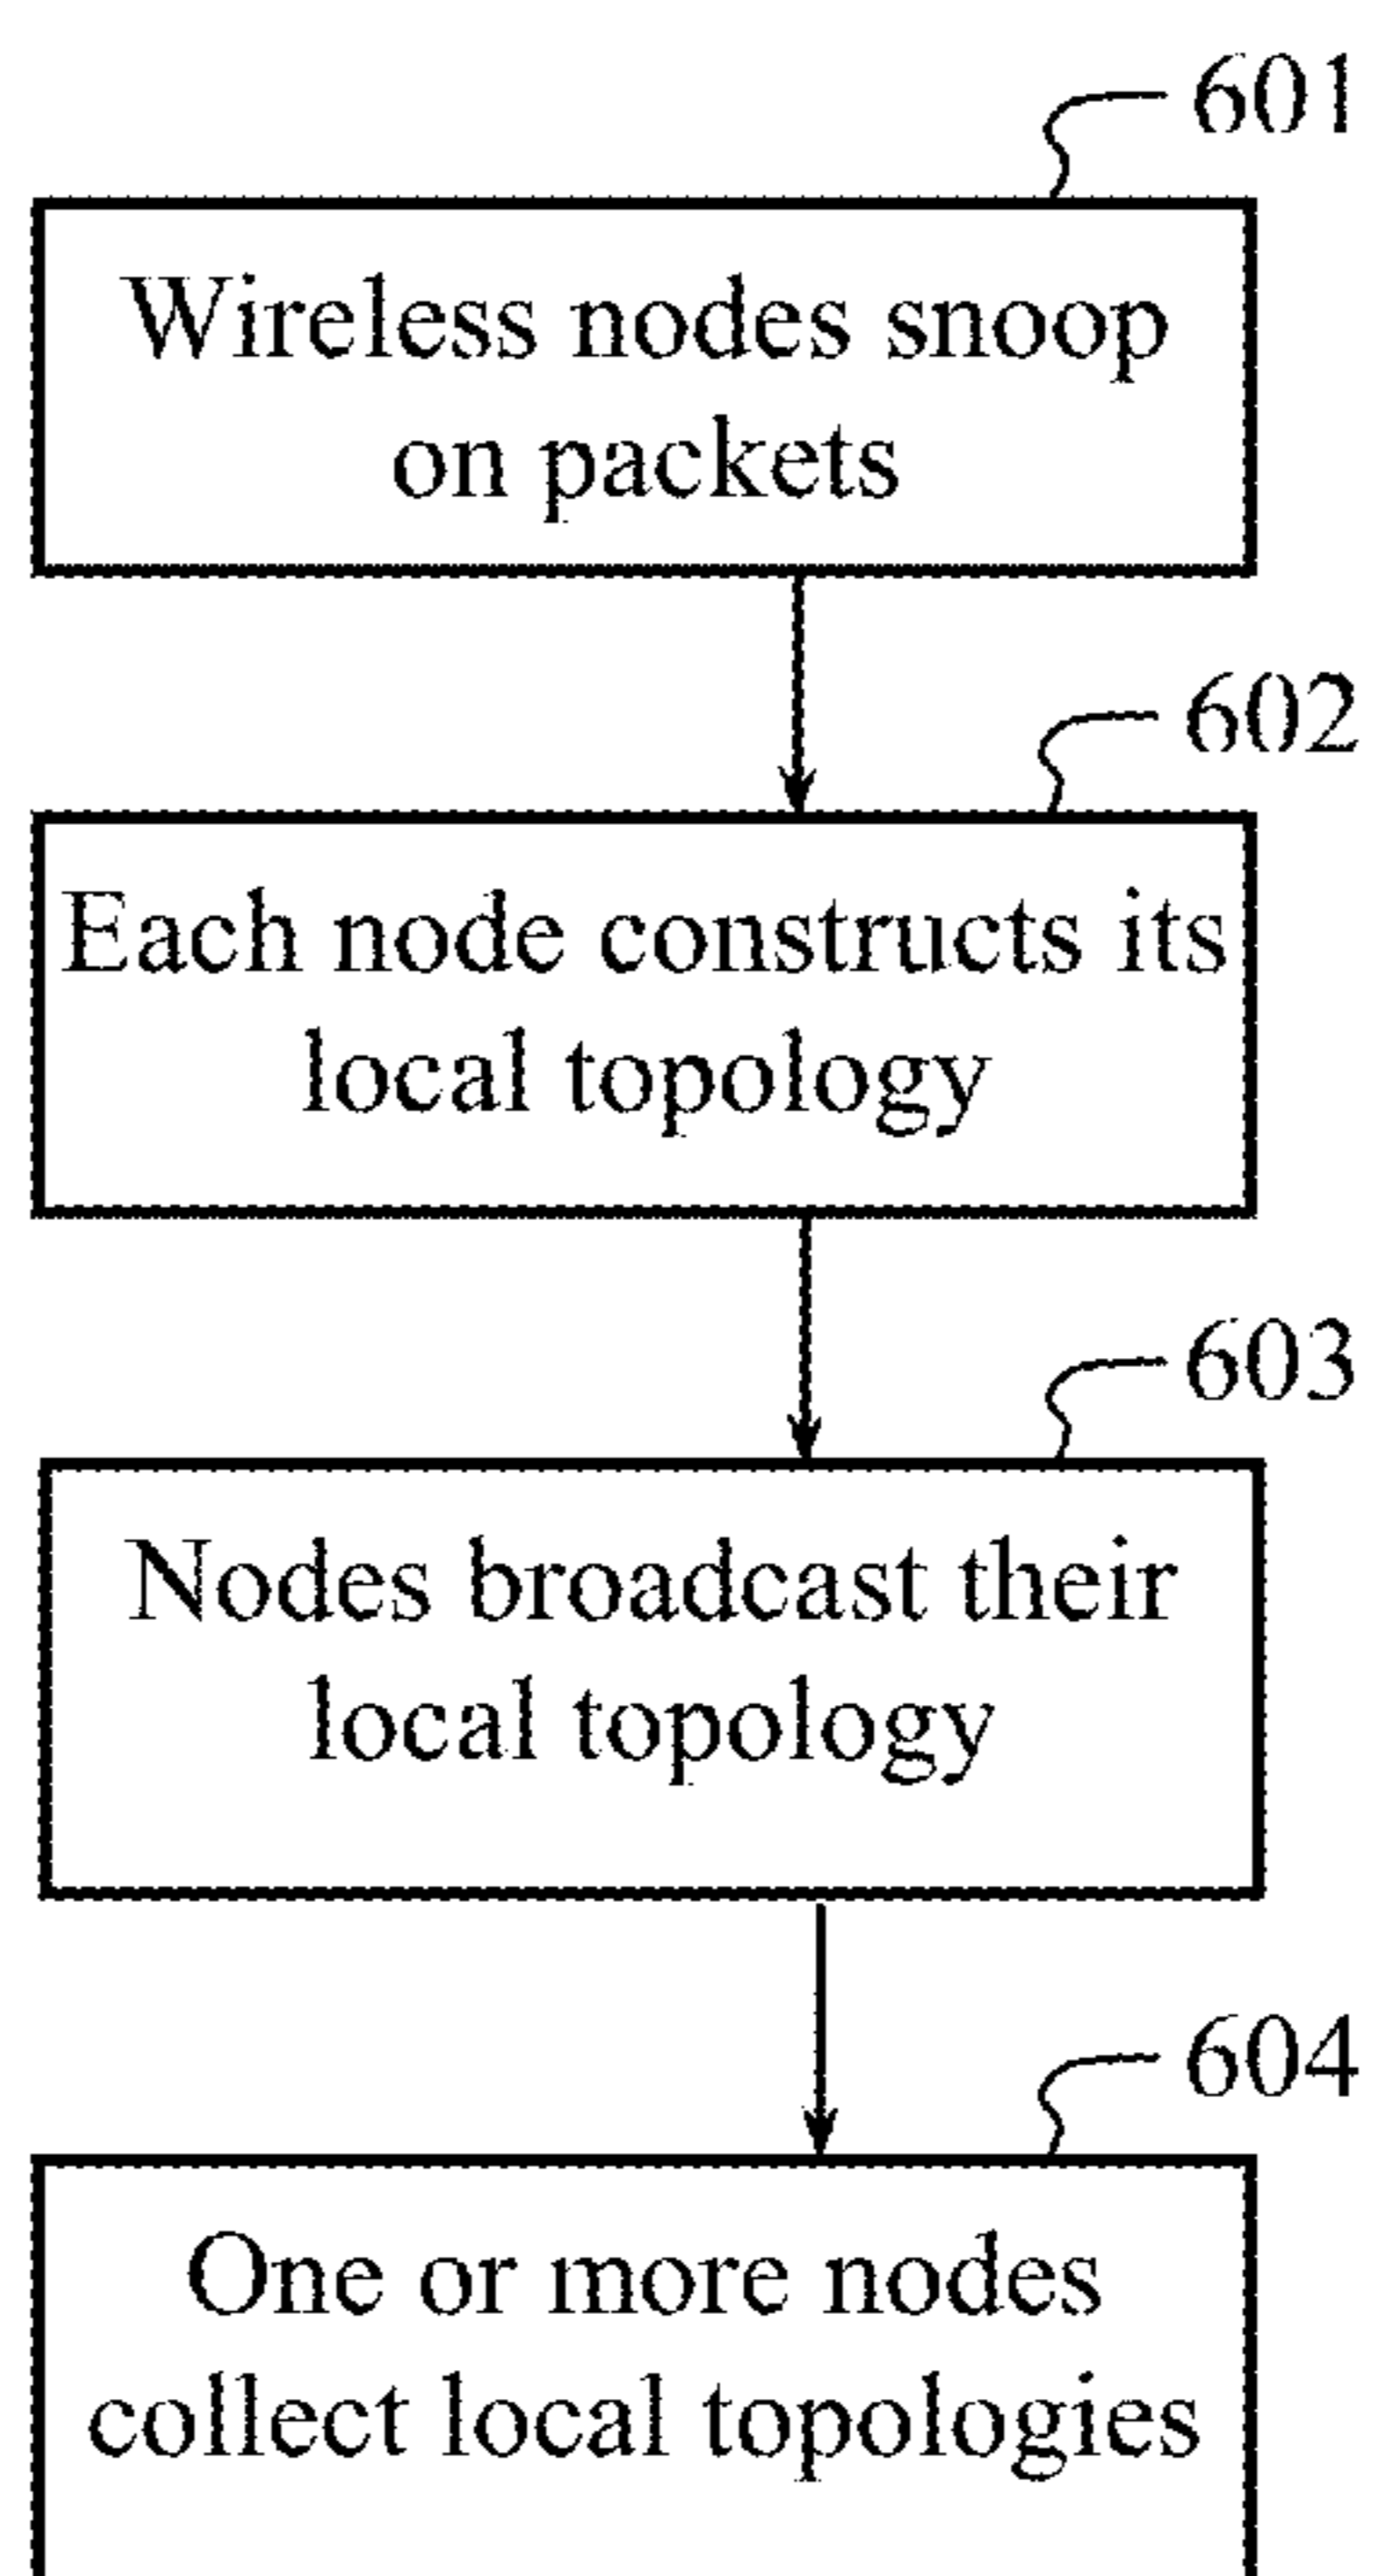 601
Wireless nodes snoop
on packets
602
Each node constructs its
local topology
603
Nodes broadcast their
local topology
604
One or more nodes
collect local topologies